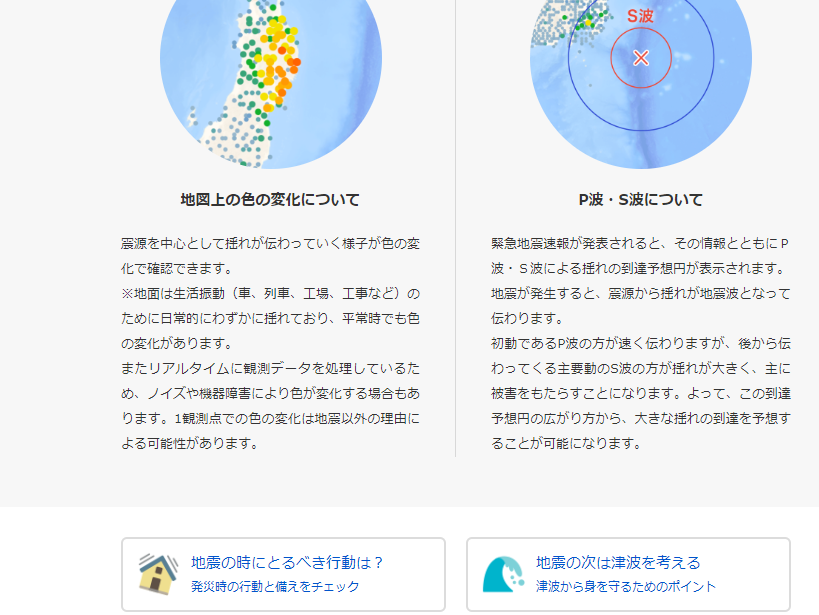 S波
地図上の色の変化について
震源を中心として揺れが伝わっていく様子が色の変
化で確認できます。
※地面は生活振動（車、列車、工場、工事など）の
ために日常的にわずかに揺れており、平常時でも色
の変化があります。
またリアルタイムに観測データを処理しているた
め、ノイズや機器障害により色が変化する場合もあ
ります。1観測点での色の変化は地震以外の理由に
よる可能性があります。
P波・S波について
緊急地震速報が発表されると、その情報とともにＰ
波・Ｓ波による揺れの到達予想円が表示されます。
地震が発生すると、震源から揺れが地震波となって
伝わります。
初動であるP波の方が速く伝わりますが、後から伝
わってくる主要動のS波の方が揺れが大きく、主に
被害をもたらすことになります。よって、この到達
予想円の広がり方から、大きな揺れの到達を予想す
ることが可能になります。
地震の時にとるべき行動は？
発災時の行動と備えをチェック
地震の次は津波を考える
津波から身を守るためのポイント